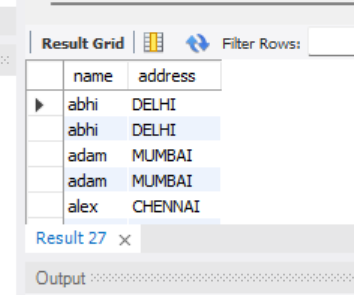 Result Grid Filter Rows:
name address
abhi DELHI
abhi DELHI
adam MUMBAI
adam MUMBAI
alex CHENNAI
Result 27 ×
Output